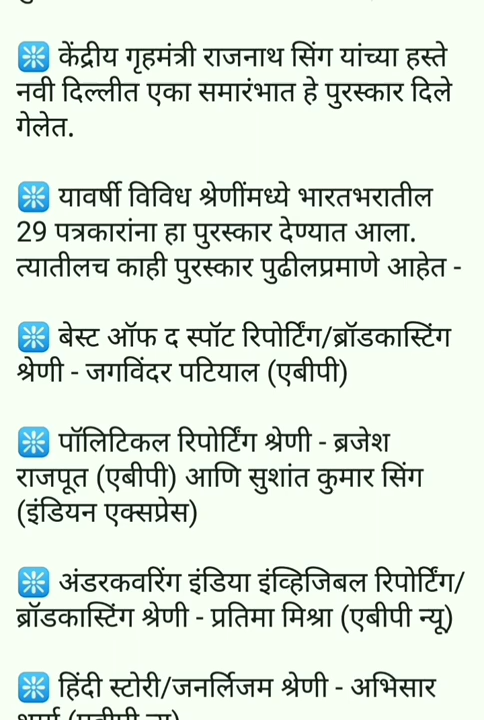 केंद्रीय गृहमंत्री राजनाथ सिंग यांच्या हस्ते
नवी दिल्लीत एका समारंभात हे पुरस्कार दिले
गेलेत.
यावर्षी विविध श्रेणींमध्ये भारतभरातील
29 पत्रकारांना हा पुरस्कार देण्यात आला.
त्यातीलच काही पुरस्कार पुढीलप्रमाणे आहेत -
बेस्ट ऑफ द स्पॉट रिपोर्टिंग/ब्रॉडकास्टिंग
श्रेणी - जगविंदर पटियाल (एबीपी)
पॉलिटिकल रिपोर्टिंग श्रेणी - ब्रजेश
राजपूत (एबीपी) आणि सुशांत कुमार सिंग
(इंडियन एक्सप्रेस)
अंडरकवरिंग इंडिया इंव्हिजिबल रिपोर्टिंग/
ब्रॉडकास्टिंग श्रेणी - प्रतिमा मिश्रा (एबीपी न्यू)
हिंदी स्टोरी/जनर्लिजम श्रेणी - अभिसार